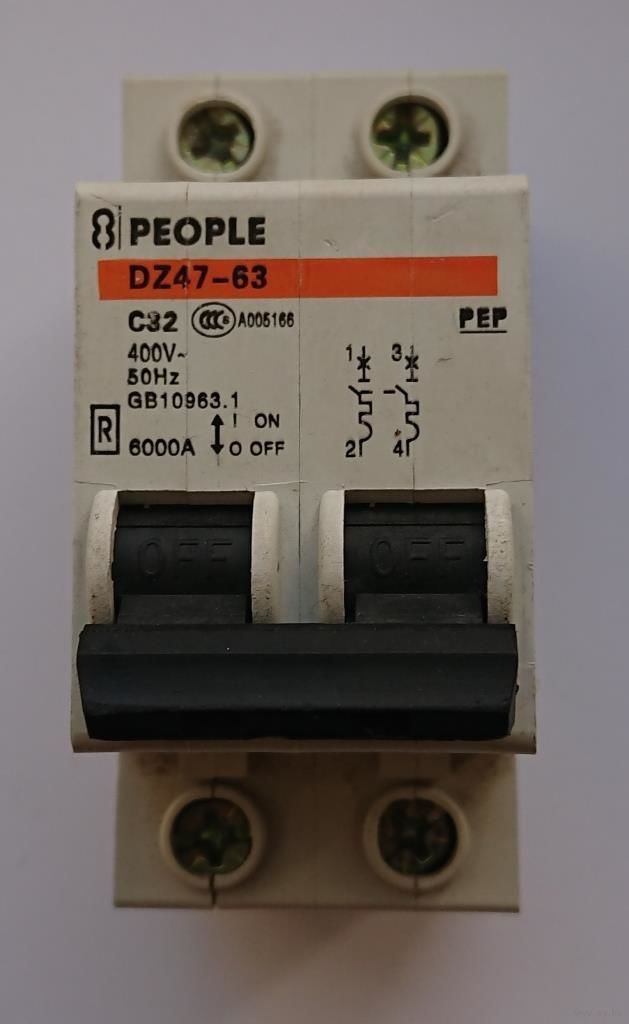 PEOPLE
DZ47-63
C32 CCC S A005166 PEP
400V~
50Hz
GB10963.1
R 6000A I ON
O OFF
1 3
2 4
OFF OFF